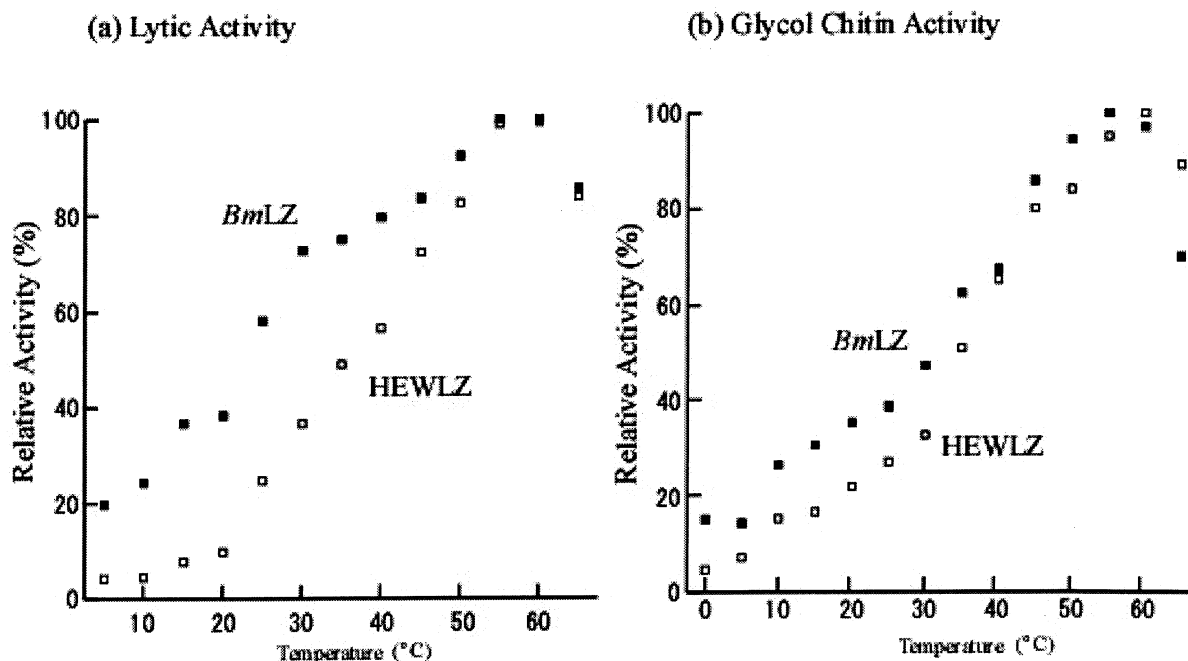 (a) Lytic Activity
Relative Activity (%)
100
80
60
40
20
0
BmLZ
HEWLZ
10 20 30 40 50 60
Temperature (°C)
(b) Glycol Chitin Activity
Relative Activity (%)
100
80
60
40
20
0
BmLZ
HEWLZ
0 10 20 30 40 50 60
Temperature (°C)